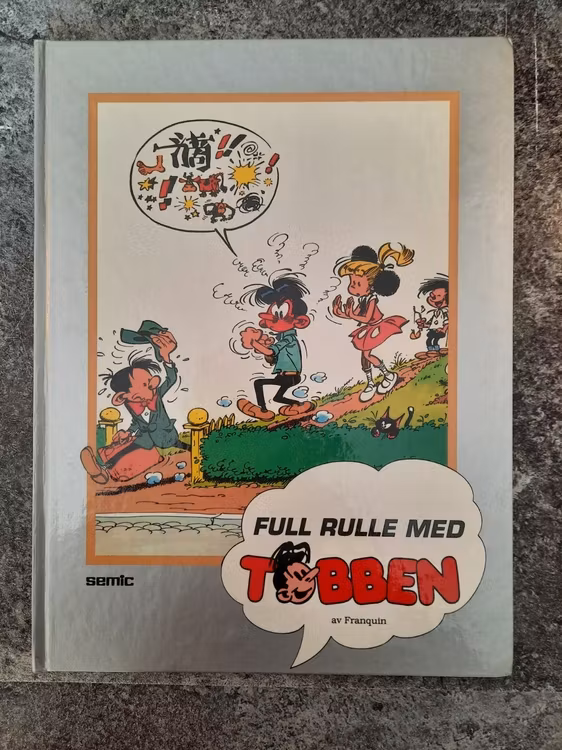 !!
!
!!
FULL RULLE MED
TOBBEN
semic
av Franquin